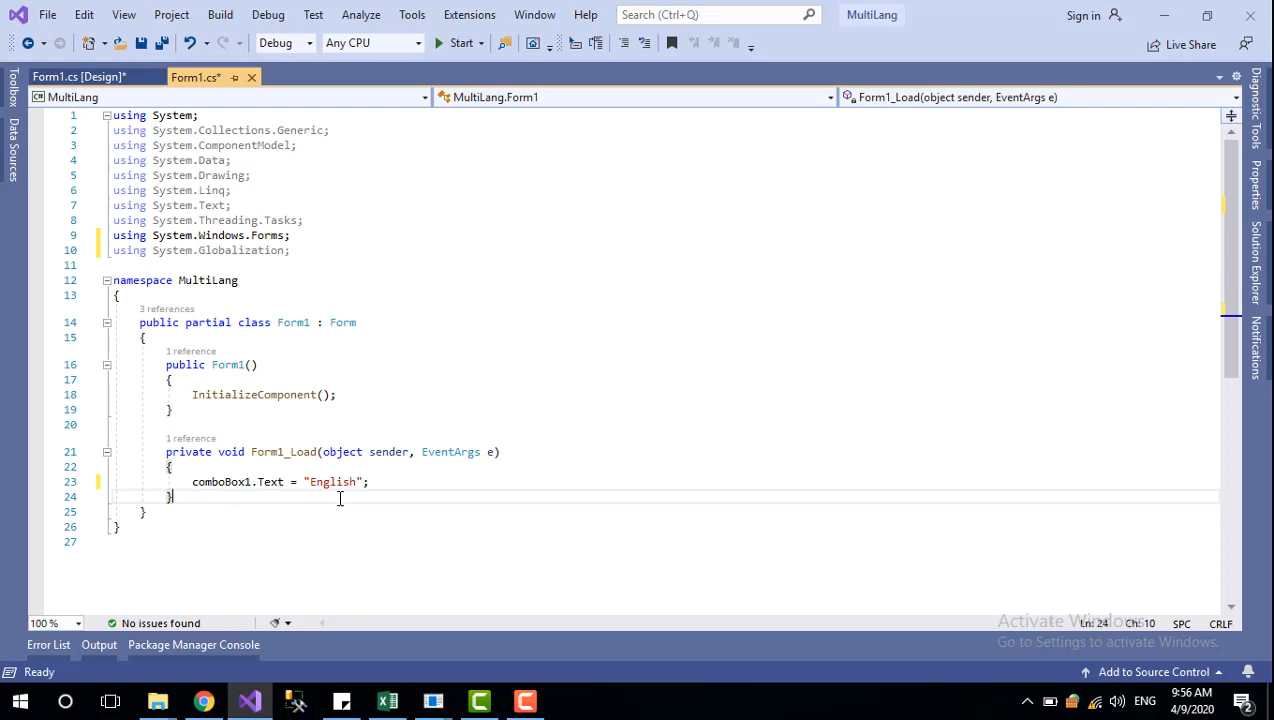 File Edit View Project Build Debug Test Analyze Tools Extensions Window Help Search (Ctrl+Q) MultiLang Sign in
Debug Any CPU Start Live Share
Form1.cs [Design]* Form1.cs*
MultiLang MultiLang.Form1 Form1_Load(object sender, EventArgs e)
Toolbox
Data Sources
Diagnostic Tools
Properties
Solution Explorer
Notifications
1 using System;
2 using System.Collections.Generic;
3 using System.ComponentModel;
4 using System.Data;
5 using System.Drawing;
6 using System.Linq;
7 using System.Text;
8 using System.Threading.Tasks;
9 using System.Windows.Forms;
10 using System.Globalization;
11
12 namespace MultiLang
13 {
3 references
14 public partial class Form1 : Form
15 {
1 reference
16 public Form1()
17 {
18 InitializeComponent();
19 }
20
1 reference
21 private void Form1_Load(object sender, EventArgs e)
22 {
23 comboBox1.Text = "English";
24 }
25 }
26 }
27
Activate Windows
Go to Settings to activate Windows.
100 % No issues found Ln: 24 Ch: 10 SPC CRLF
Error List Output Package Manager Console
Ready Add to Source Control
ENG 9:56 AM
4/9/2020 2